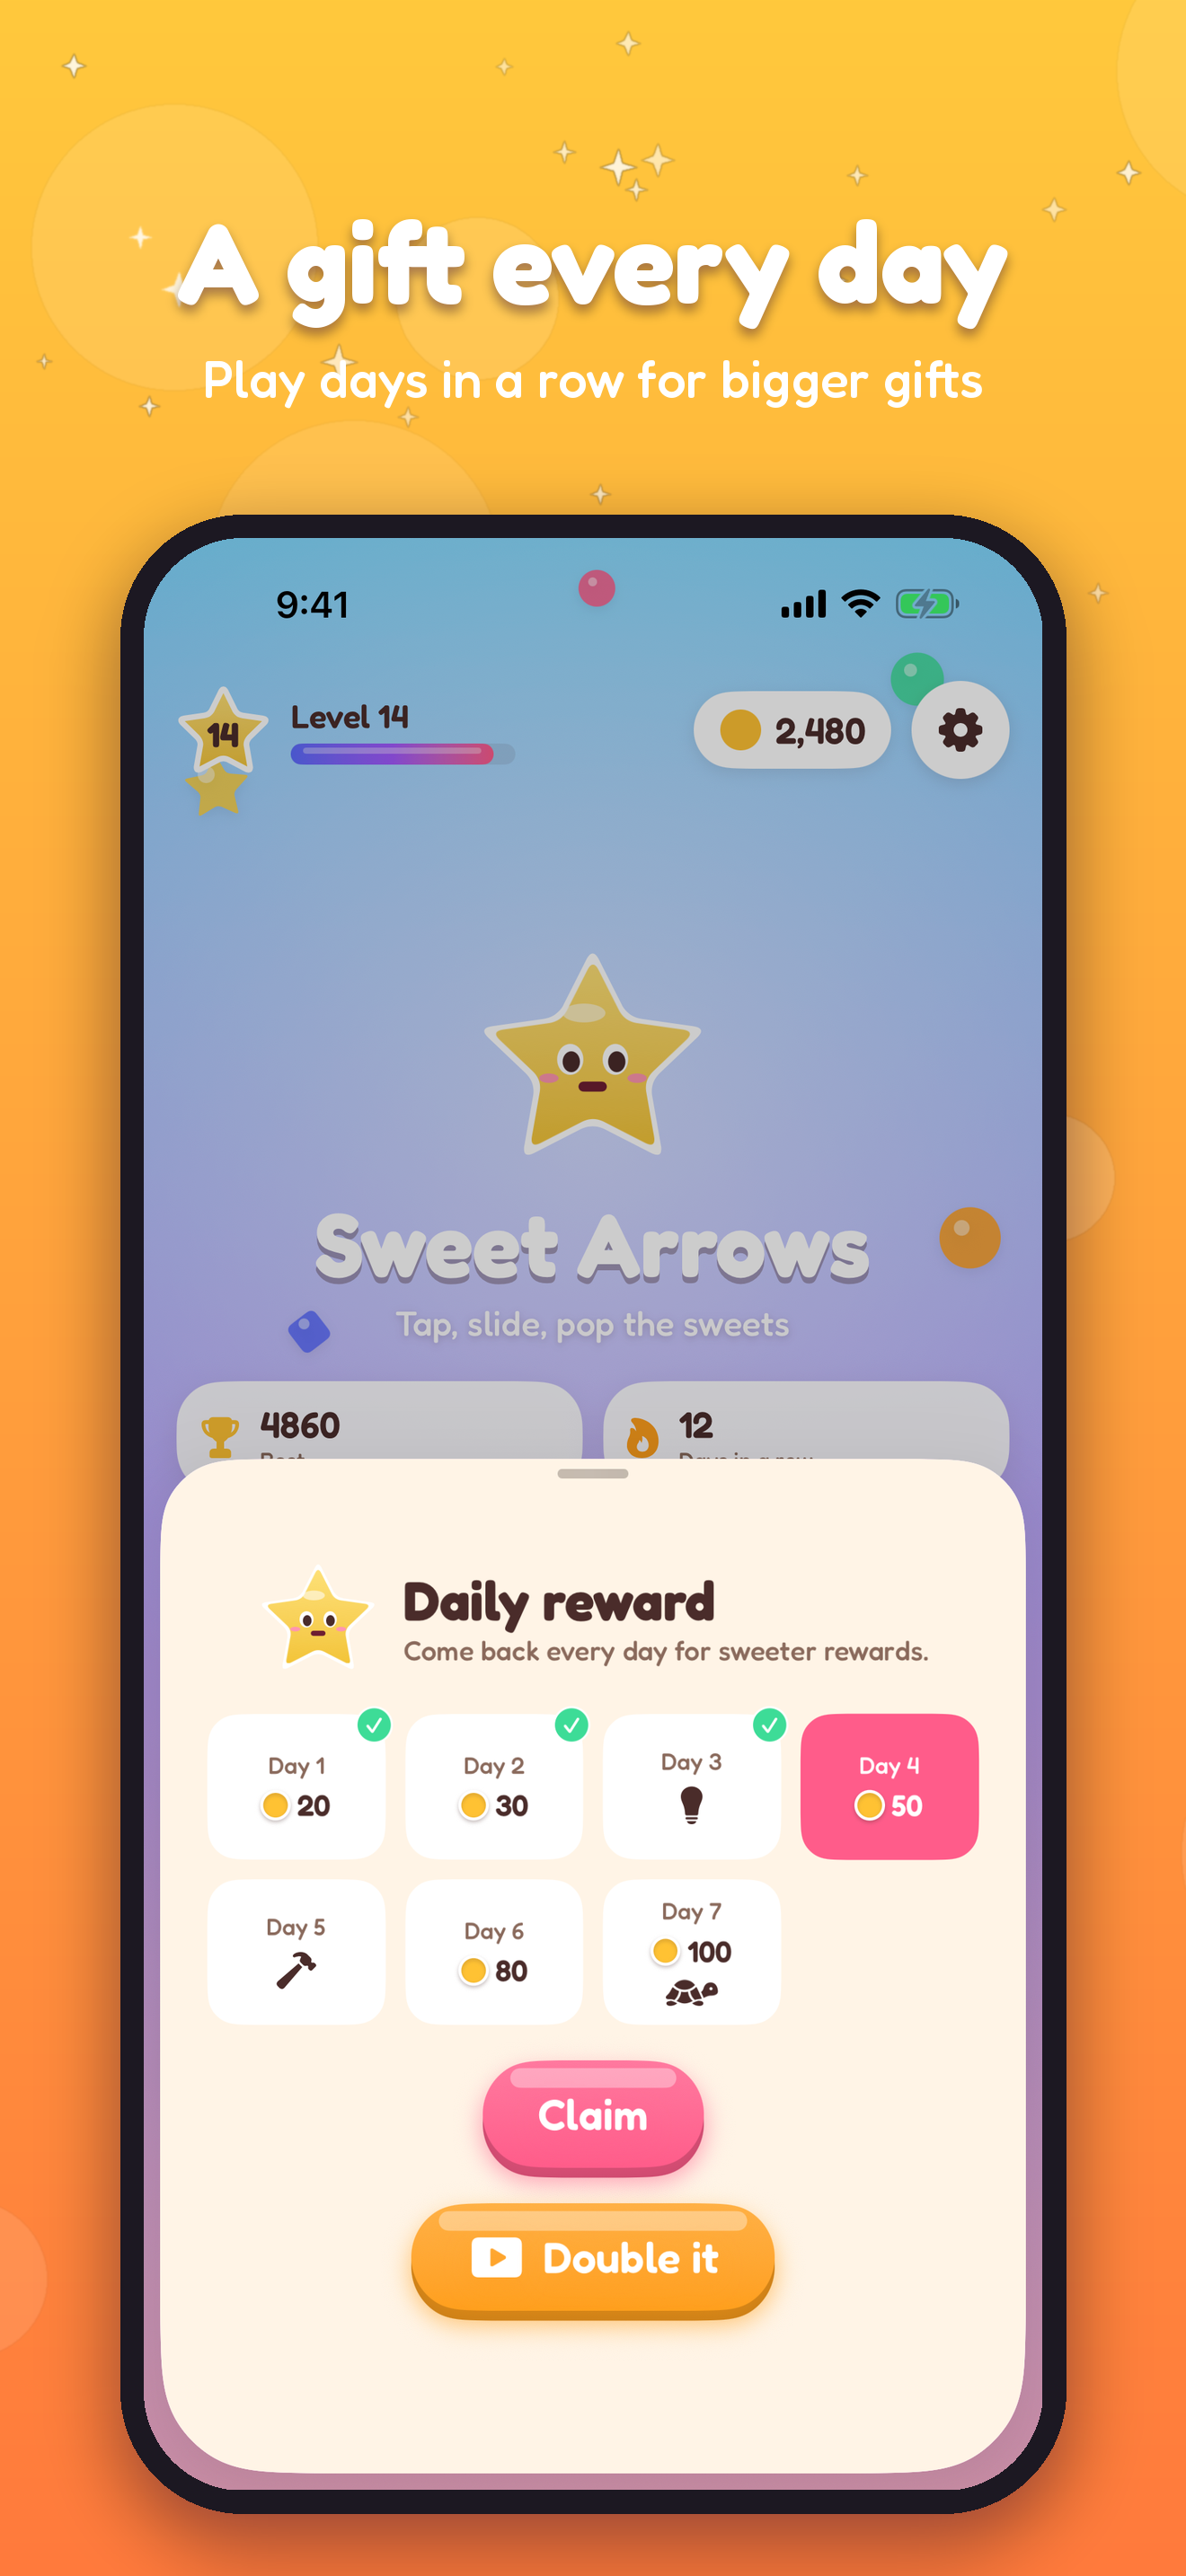 A gift every day
Play days in a row for bigger gifts
9:41
14
Level 14
2,480
Sweet Arrows
Tap, slide, pop the sweets
4860
12
Daily reward
Come back every day for sweeter rewards.
Day 1
20
Day 2
30
Day 3
Day 4
50
Day 5
Day 6
80
Day 7
100
Claim
Double it